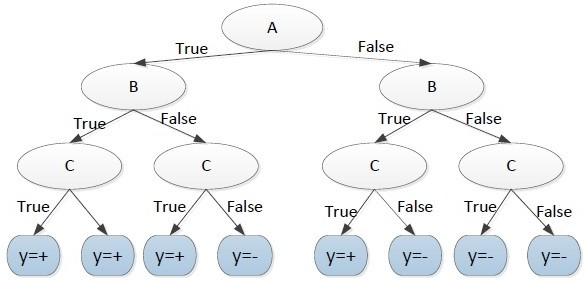 A
True False
B B
True False True False
C C C C
True True False True False True False
y=+ y=+ y=+ y=- y=+ y=- y=- y=-